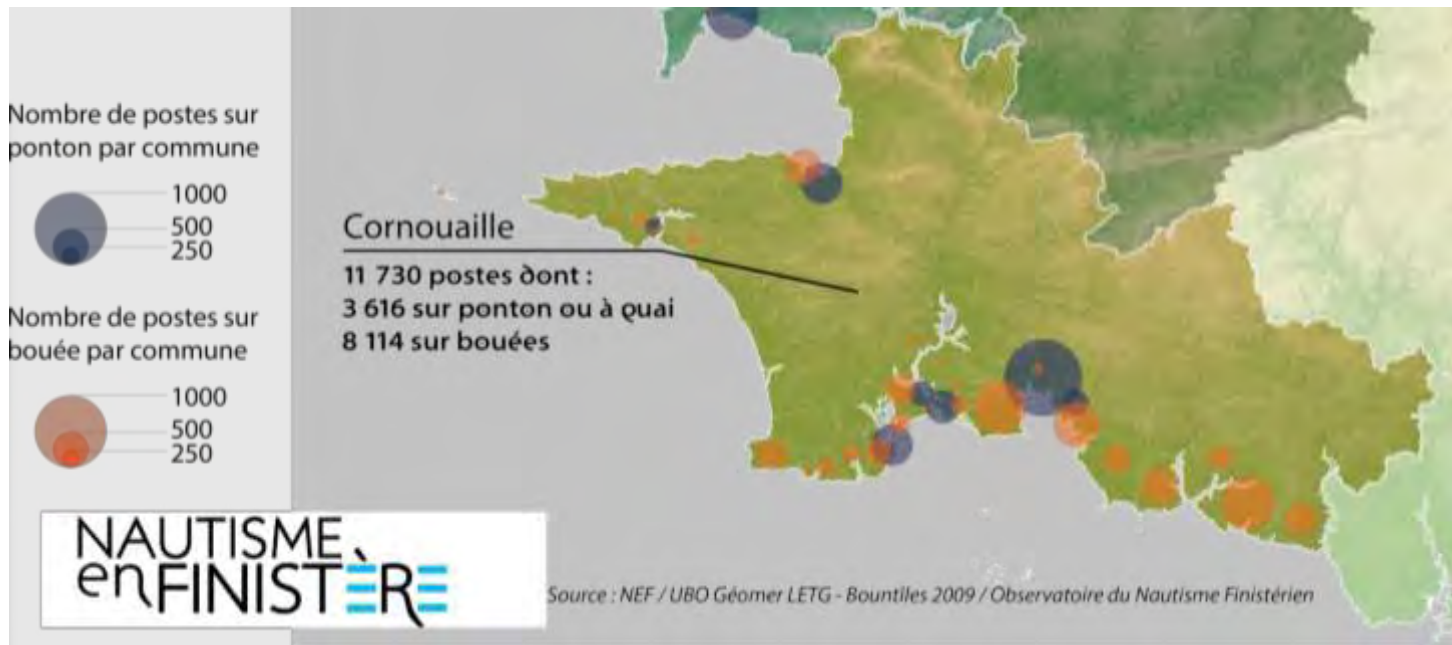 Nombre de postes sur
ponton par commune
1000
500
250
Nombre de postes sur
bouée par commune
1000
500
250
Cornouaille
11 730 postes dont :
3 616 sur ponton ou à quai
8 114 sur bouées
NAUTISME
en FINISTÈRE
Source : NEF / UBO Géomer LETG - Bountiles 2009 / Observatoire du Nautisme Finistérien